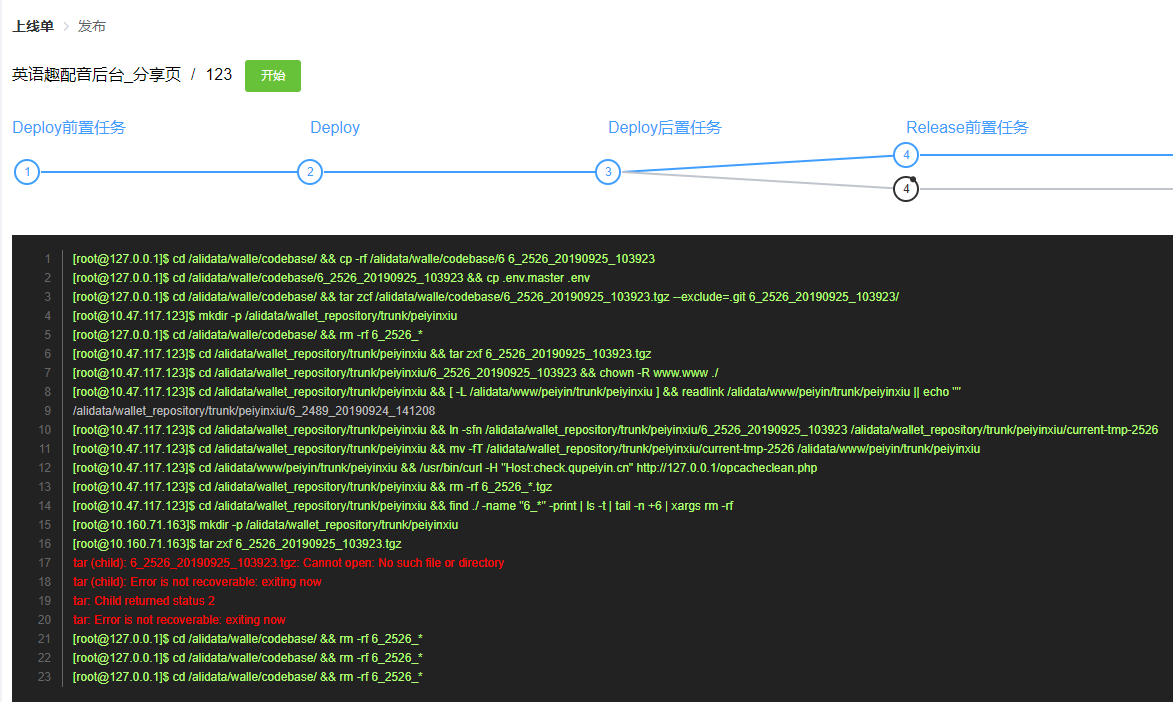 上线单 > 发布
英语趣配音后台_分享页 / 123 开始
Deploy前置任务 Deploy Deploy后置任务 Release前置任务
1 2 3 4
4
1 [root@127.0.0.1]$ cd /alidata/walle/codebase/ && cp -rf /alidata/walle/codebase/6 6_2526_20190925_103923
2 [root@127.0.0.1]$ cd /alidata/walle/codebase/6_2526_20190925_103923 && cp .env.master .env
3 [root@127.0.0.1]$ cd /alidata/walle/codebase/ && tar zcf /alidata/walle/codebase/6_2526_20190925_103923.tgz --exclude=.git 6_2526_20190925_103923/
4 [root@10.47.117.123]$ mkdir -p /alidata/wallet_repository/trunk/peiyinxiu
5 [root@127.0.0.1]$ cd /alidata/walle/codebase/ && rm -rf 6_2526_*
6 [root@10.47.117.123]$ cd /alidata/wallet_repository/trunk/peiyinxiu && tar zxf 6_2526_20190925_103923.tgz
7 [root@10.47.117.123]$ cd /alidata/wallet_repository/trunk/peiyinxiu/6_2526_20190925_103923 && chown -R www.www ./
8 [root@10.47.117.123]$ cd /alidata/wallet_repository/trunk/peiyinxiu && [ -L /alidata/www/peiyin/trunk/peiyinxiu ] && readlink /alidata/www/peiyin/trunk/peiyinxiu || echo ""
9 /alidata/wallet_repository/trunk/peiyinxiu/6_2489_20190924_141208
10 [root@10.47.117.123]$ cd /alidata/wallet_repository/trunk/peiyinxiu && ln -sfn /alidata/wallet_repository/trunk/peiyinxiu/6_2526_20190925_103923 /alidata/wallet_repository/trunk/peiyinxiu/current-tmp-2526
11 [root@10.47.117.123]$ cd /alidata/wallet_repository/trunk/peiyinxiu && mv -fT /alidata/wallet_repository/trunk/peiyinxiu/current-tmp-2526 /alidata/www/peiyin/trunk/peiyinxiu
12 [root@10.47.117.123]$ cd /alidata/www/peiyin/trunk/peiyinxiu && /usr/bin/curl -H "Host:check.qupeiyin.cn" http://127.0.0.1/opcacheclean.php
13 [root@10.47.117.123]$ cd /alidata/wallet_repository/trunk/peiyinxiu && rm -rf 6_2526_*.tgz
14 [root@10.47.117.123]$ cd /alidata/wallet_repository/trunk/peiyinxiu && find ./ -name "6_*" -print | ls -t | tail -n +6 | xargs rm -rf
15 [root@10.160.71.163]$ mkdir -p /alidata/wallet_repository/trunk/peiyinxiu
16 [root@10.160.71.163]$ tar zxf 6_2526_20190925_103923.tgz
17 tar (child): 6_2526_20190925_103923.tgz: Cannot open: No such file or directory
18 tar (child): Error is not recoverable: exiting now
19 tar: Child returned status 2
20 tar: Error is not recoverable: exiting now
21 [root@127.0.0.1]$ cd /alidata/walle/codebase/ && rm -rf 6_2526_*
22 [root@127.0.0.1]$ cd /alidata/walle/codebase/ && rm -rf 6_2526_*
23 [root@127.0.0.1]$ cd /alidata/walle/codebase/ && rm -rf 6_2526_*